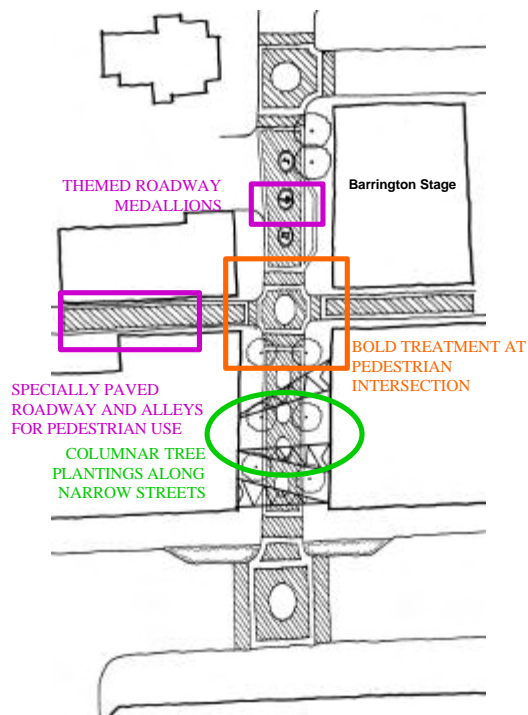 THEMED ROADWAY
MEDALLIONS
Barrington Stage
BOLD TREATMENT AT
PEDESTRIAN
INTERSECTION
SPECIALLY PAVED
ROADWAY AND ALLEYS
FOR PEDESTRIAN USE
COLUMNAR TREE
PLANTINGS ALONG
NARROW STREETS